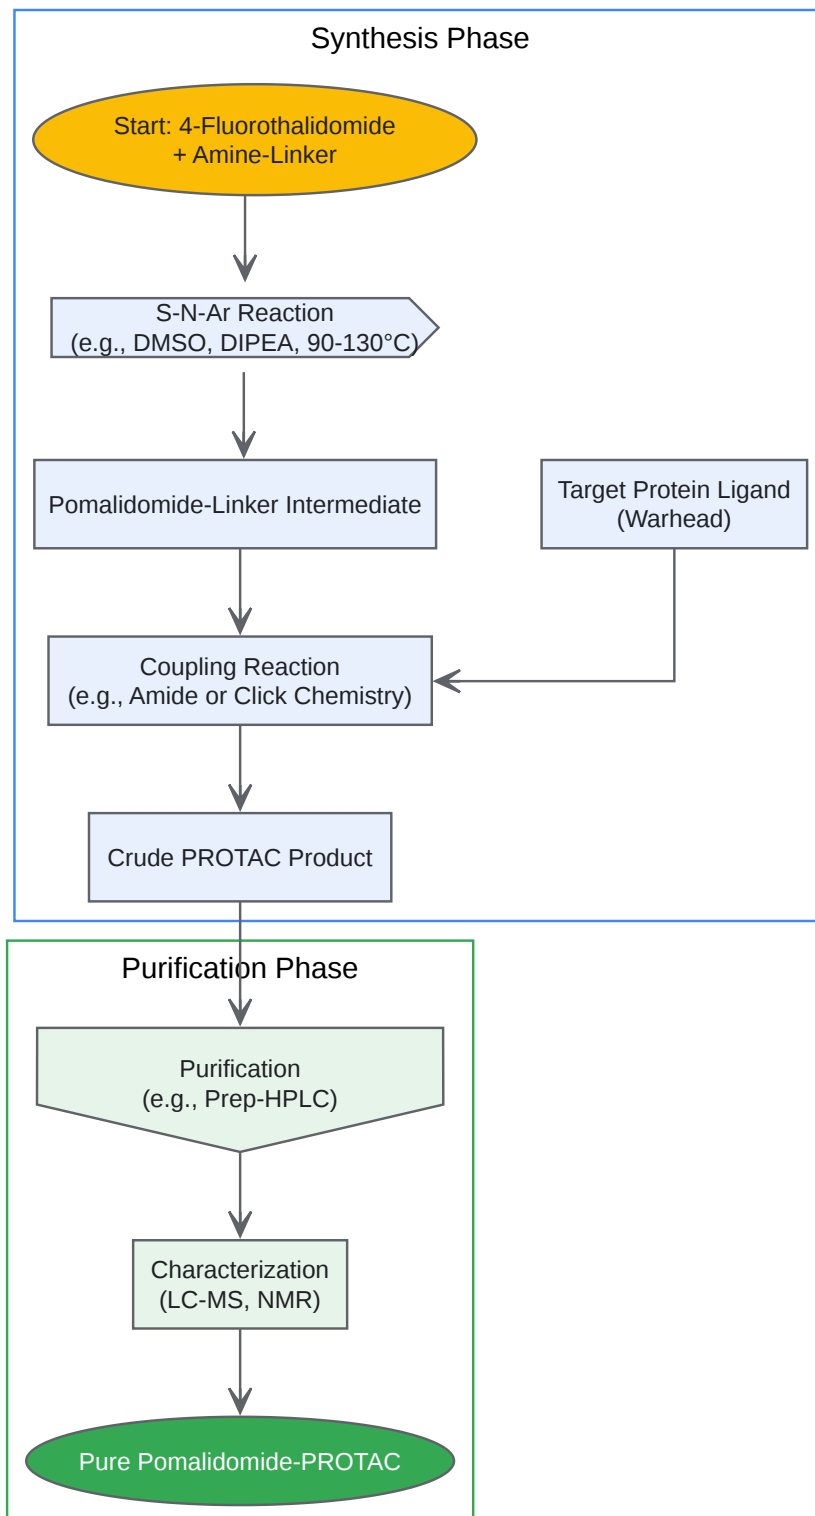 Synthesis Phase
Start: 4-Fluorothalidomide
+ Amine-Linker
S-N-Ar Reaction
(e.g., DMSO, DIPEA, 90-130°C)
Pomalidomide-Linker Intermediate
Target Protein Ligand
(Warhead)
Coupling Reaction
(e.g., Amide or Click Chemistry)
Crude PROTAC Product
Purification Phase
Purification
(e.g., Prep-HPLC)
Characterization
(LC-MS, NMR)
Pure Pomalidomide-PROTAC